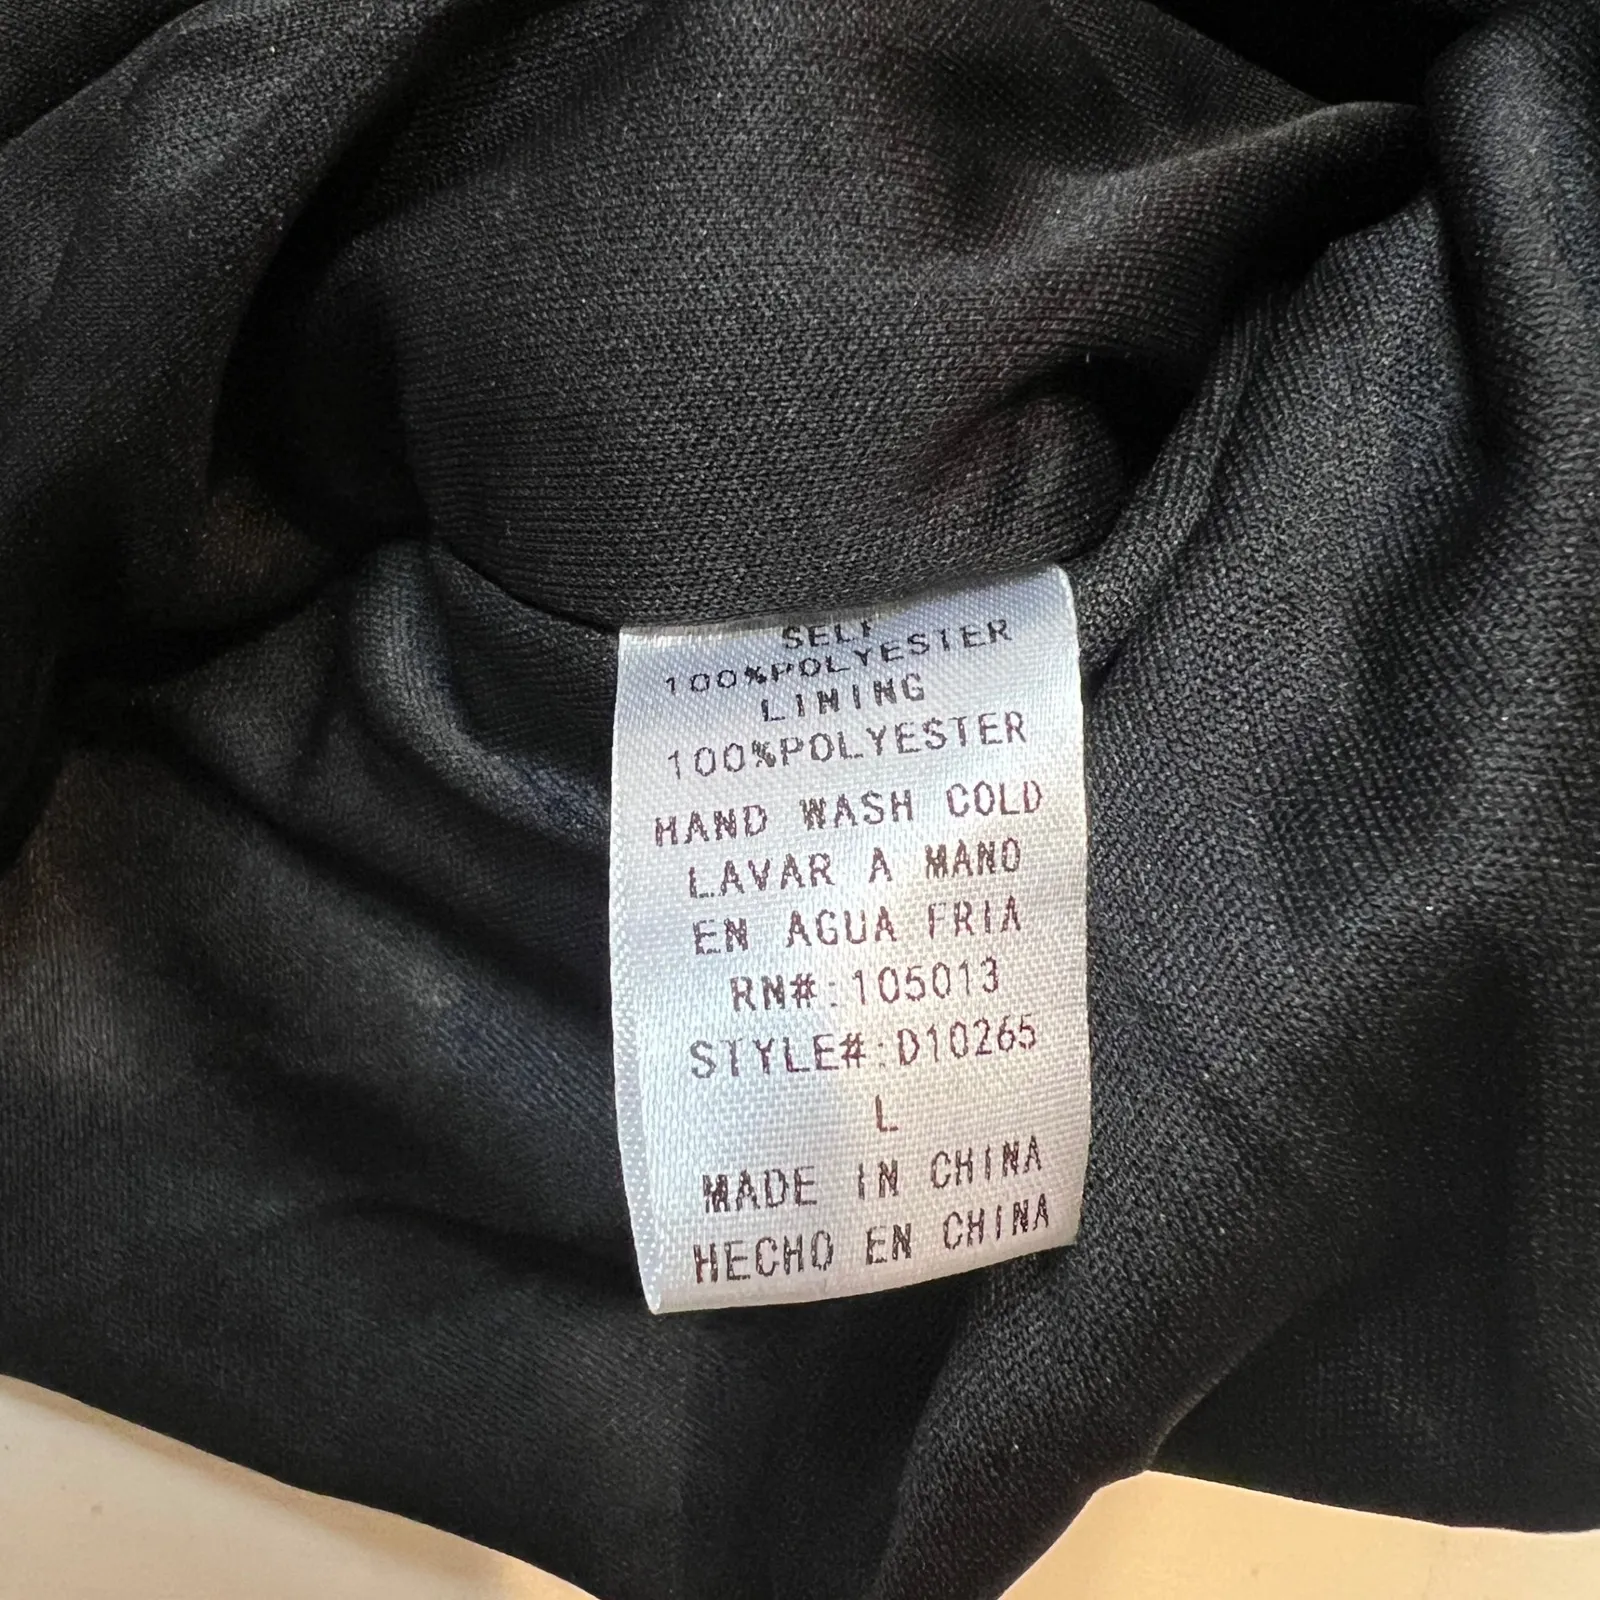 SELF
100%POLYESTER
LINING
100%POLYESTER
HAND WASH COLD
LAVAR A MANO
EN AGUA FRIA
RN#:105013
STYLE#:D10265
L
MADE IN CHINA
HECHO EN CHINA